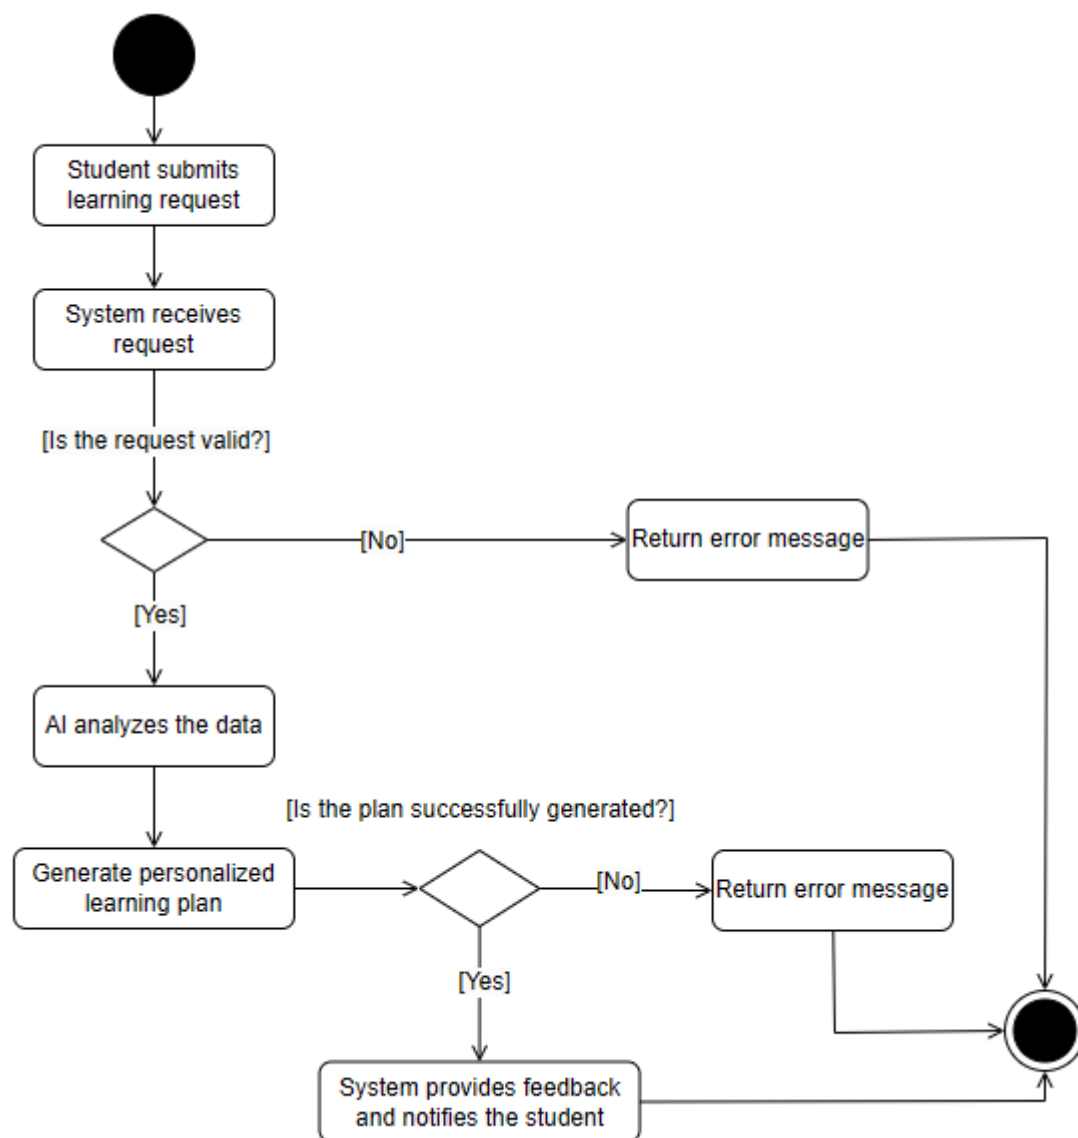 Student submits
learning request
System receives
request
[Is the request valid?]
[No]
Return error message
[Yes]
AI analyzes the data
[Is the plan successfully generated?]
Generate personalized
learning plan
[No]
Return error message
[Yes]
System provides feedback
and notifies the student